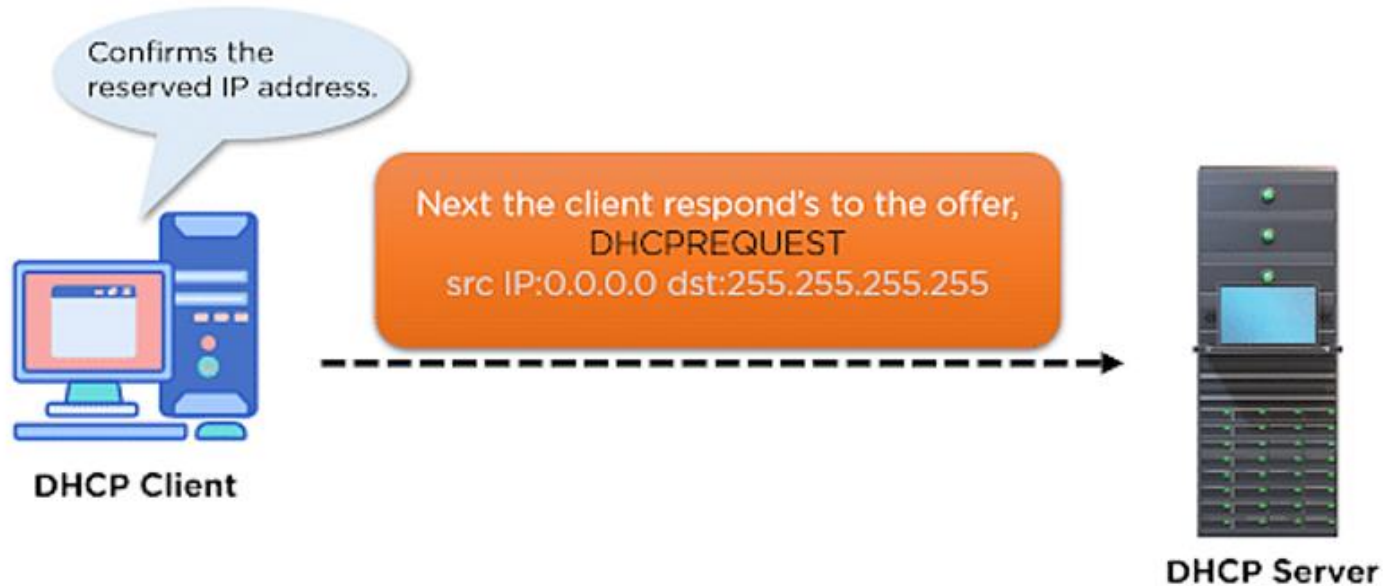 Confirms the
reserved IP address.
Next the client respond's to the offer,
DHCPREQUEST
src IP:0.0.0.0 dst:255.255.255.255
DHCP Client
DHCP Server